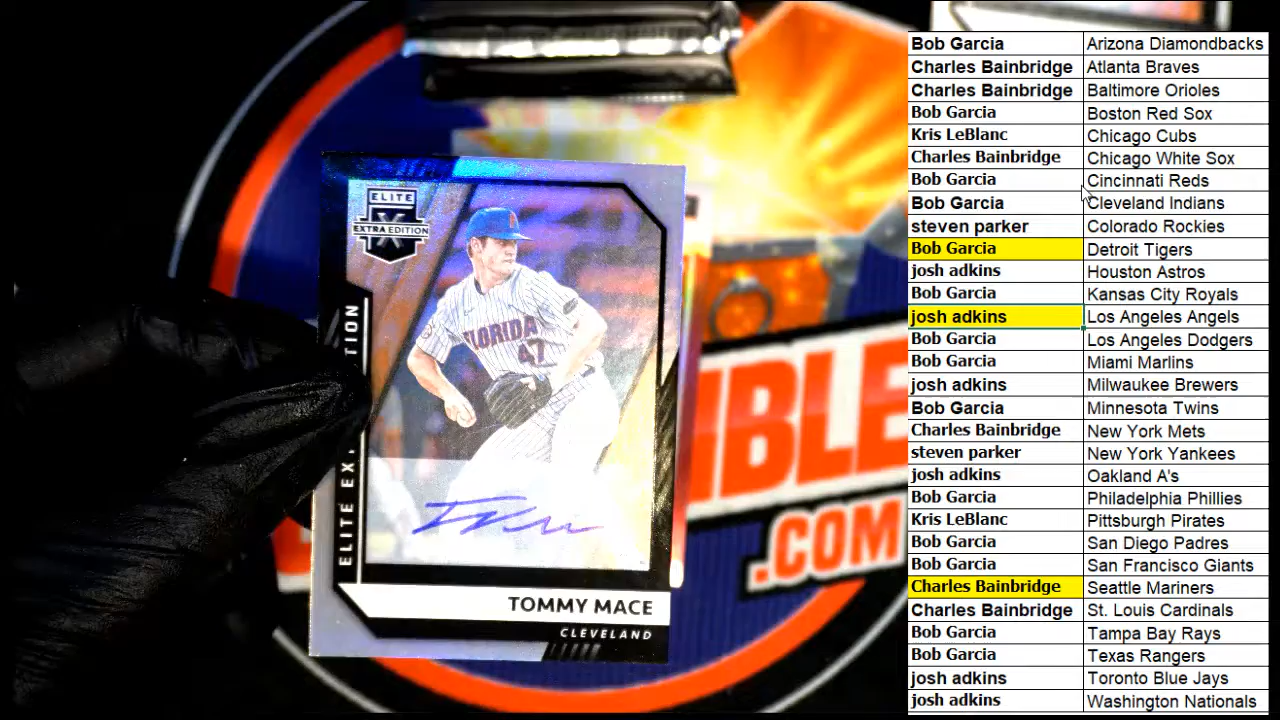 ELITE
EXTRA EDITION
FLORIDA
47
TOMMY MACE
CLEVELAND
.COM
Bob Garcia Arizona Diamondbacks
Charles Bainbridge Atlanta Braves
Charles Bainbridge Baltimore Orioles
Bob Garcia Boston Red Sox
Kris LeBlanc Chicago Cubs
Charles Bainbridge Chicago White Sox
Bob Garcia Cincinnati Reds
Bob Garcia Cleveland Indians
steven parker Colorado Rockies
Bob Garcia Detroit Tigers
josh adkins Houston Astros
Bob Garcia Kansas City Royals
josh adkins Los Angeles Angels
Bob Garcia Los Angeles Dodgers
Bob Garcia Miami Marlins
josh adkins Milwaukee Brewers
Bob Garcia Minnesota Twins
Charles Bainbridge New York Mets
steven parker New York Yankees
josh adkins Oakland A's
Bob Garcia Philadelphia Phillies
Kris LeBlanc Pittsburgh Pirates
Bob Garcia San Diego Padres
Bob Garcia San Francisco Giants
Charles Bainbridge Seattle Mariners
Charles Bainbridge St. Louis Cardinals
Bob Garcia Tampa Bay Rays
Bob Garcia Texas Rangers
josh adkins Toronto Blue Jays
josh adkins Washington Nationals